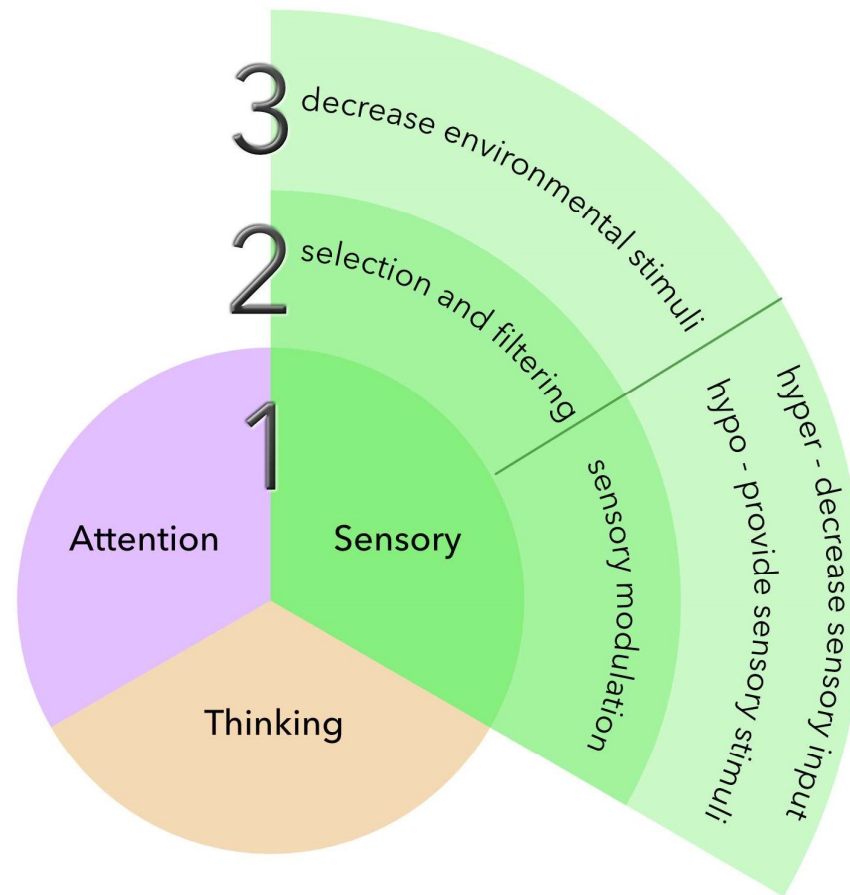 3
decrease environmental stimuli
2
selection and filtering
1
Attention
Sensory
Thinking
sensory modulation
hypo - provide sensory stimuli
hyper - decrease sensory input